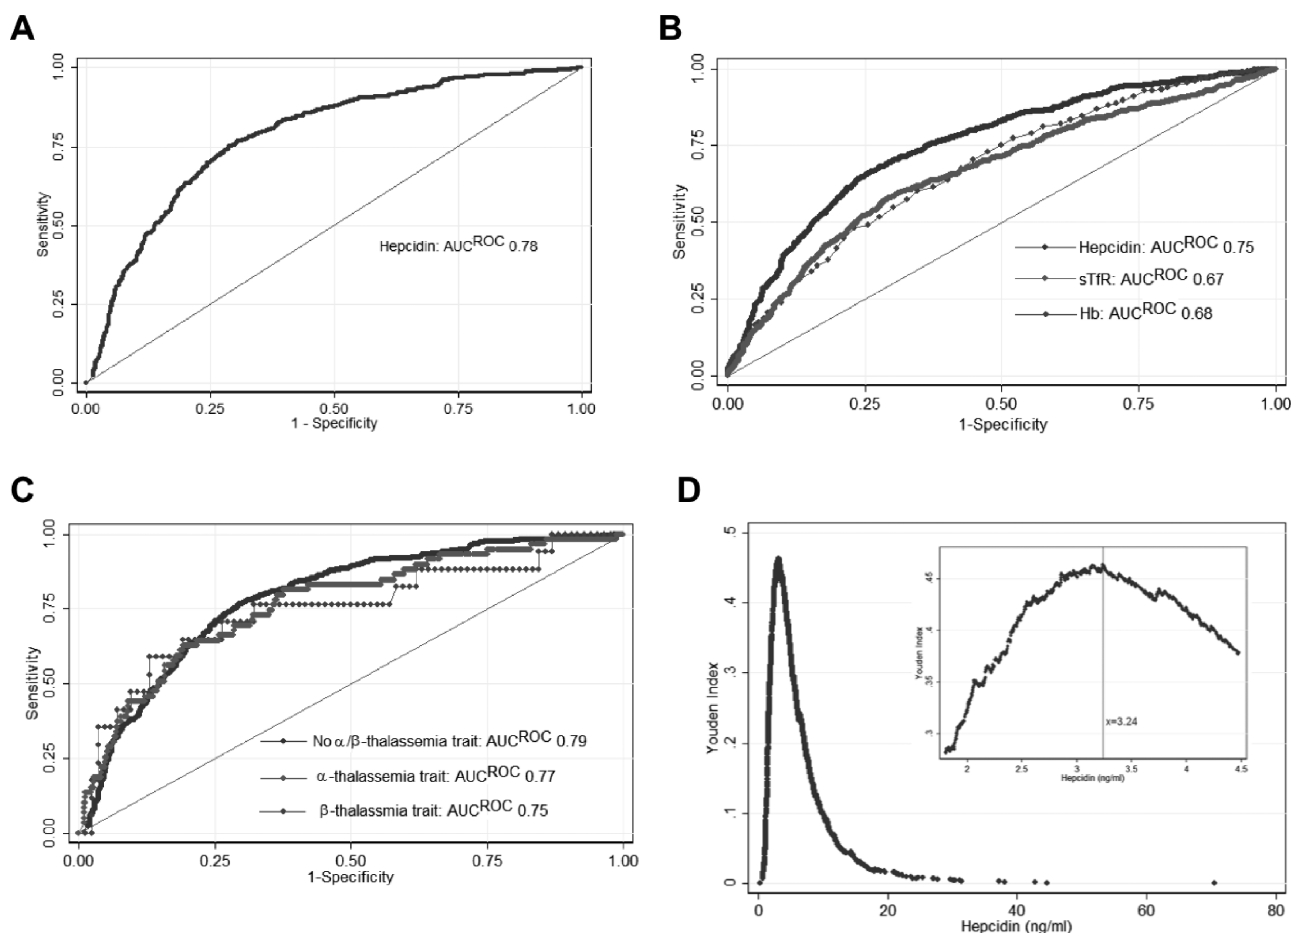 A
1.00
0.75
0.50
0.25
0.00
Sensitivity
Hepcidin: AUCROC 0.78
0.00 0.25 0.50 0.75 1.00
1 - Specificity
B
1.00
0.75
0.50
0.25
0.00
Sensitivity
Hepcidin: AUCROC 0.75
sTfR: AUCROC 0.67
Hb: AUCROC 0.68
0.00 0.25 0.50 0.75 1.00
1-Specificity
C
1.00
0.75
0.50
0.25
0.00
Sensitivity
No α/β-thalassemia trait: AUCROC 0.79
α-thalassemia trait: AUCROC 0.77
β-thalassmia trait: AUCROC 0.75
0.00 0.25 0.50 0.75 1.00
1-Specificity
D
.5
.4
.3
.2
.1
0
Youden Index
.45
.4
.35
.3
Youden Index
x=3.24
2 2.5 3 3.5 4 4.5
Hepcidin (ng/ml)
0 20 40 60 80
Hepcidin (ng/ml)